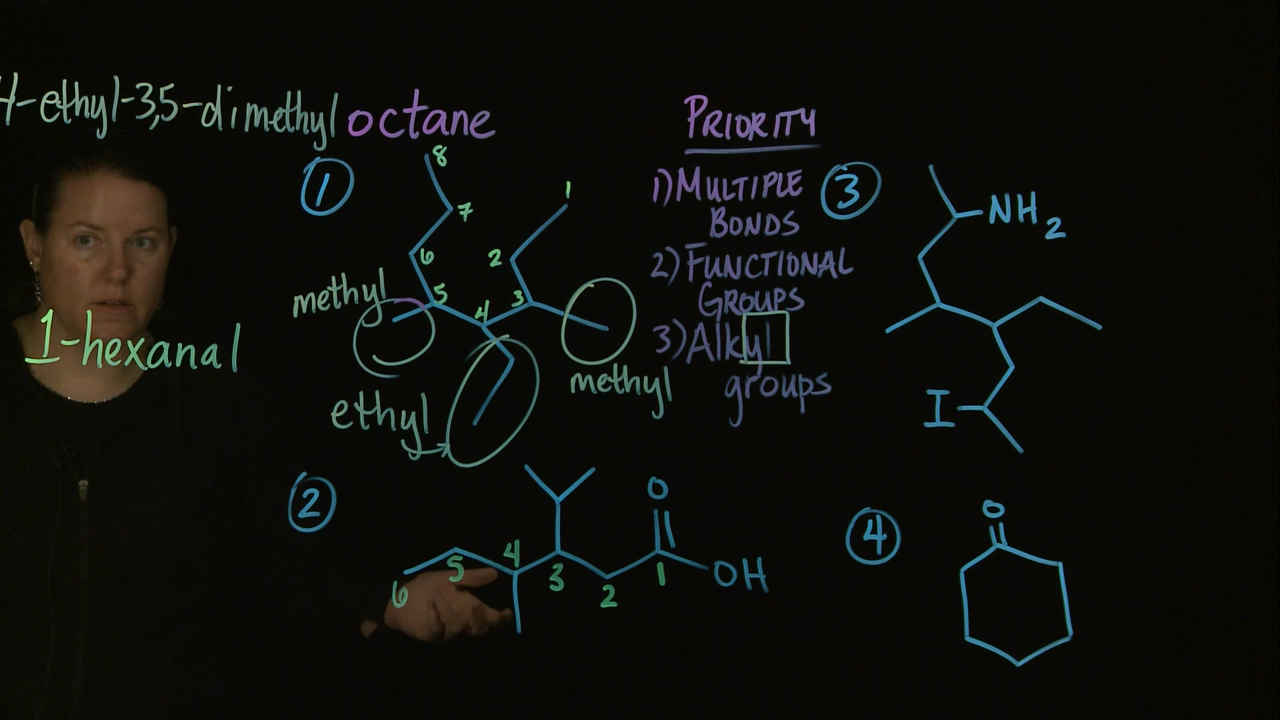 4-ethyl-3,5-dimethyl octane
PRIORITY
1) MULTIPLE
BONDS
2) FUNCTIONAL
GROUPS
3) Alkyl
groups
1
8
7
6
5
4
3
2
1
methyl
ethyl
methyl
1-hexanal
2
O
OH
6
5
4
3
2
1
3
NH2
I
4
O